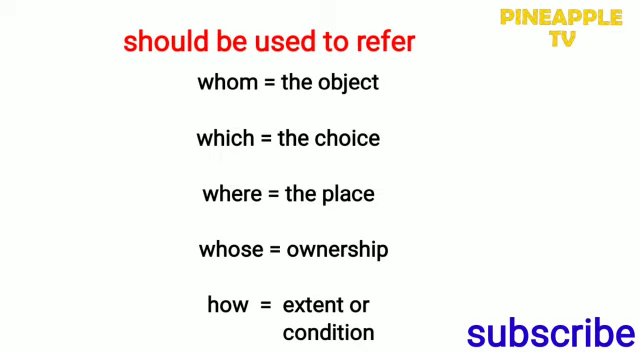 PINEAPPLE
TV
should be used to refer
whom = the object
which = the choice
where = the place
whose = ownership
how = extent or
condition
subscribe